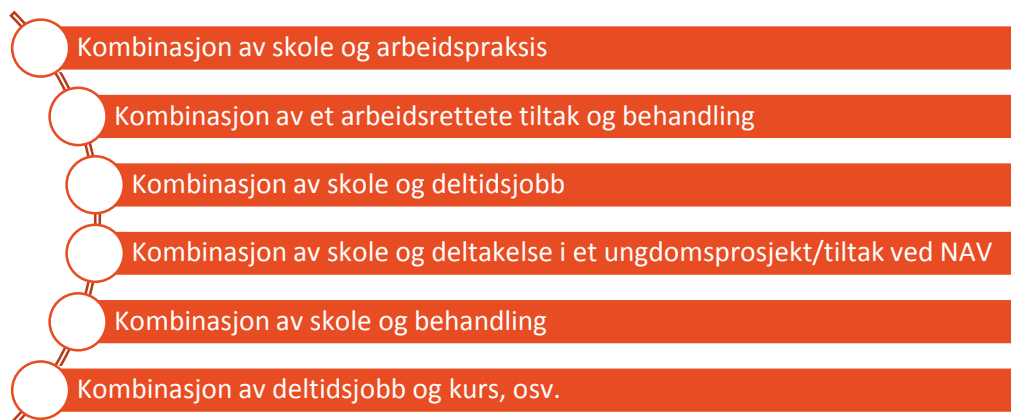 Kombinasjon av skole og arbeidspraksis
Kombinasjon av et arbeidsrettete tiltak og behandling
Kombinasjon av skole og deltidsjobb
Kombinasjon av skole og deltakelse i et ungdomsprosjekt/tiltak ved NAV
Kombinasjon av skole og behandling
Kombinasjon av deltidsjobb og kurs, osv.